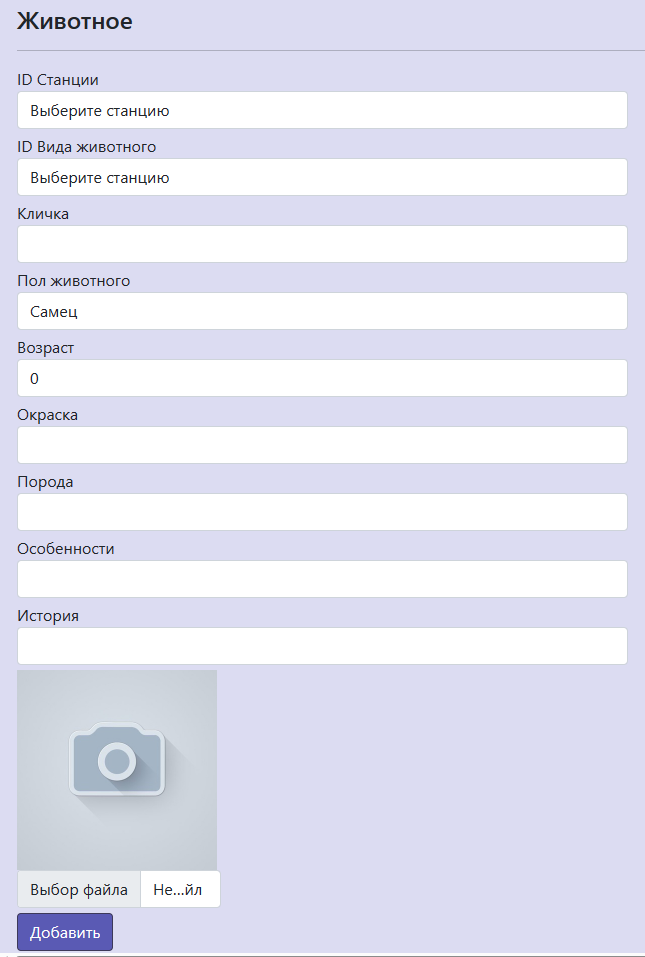 Животное
ID Станции
Выберите станцию
ID Вида животного
Выберите станцию
Кличка
Пол животного
Самец
Возраст
0
Окраска
Порода
Особенности
История
Выбор файла Не...йл
Добавить